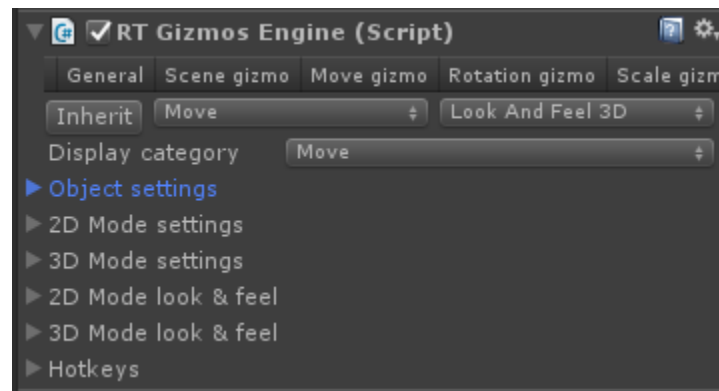 RT Gizmos Engine (Script)
General Scene gizmo Move gizmo Rotation gizmo Scale gizm
Inherit Move Look And Feel 3D
Display category Move
Object settings
2D Mode settings
3D Mode settings
2D Mode look & feel
3D Mode look & feel
Hotkeys